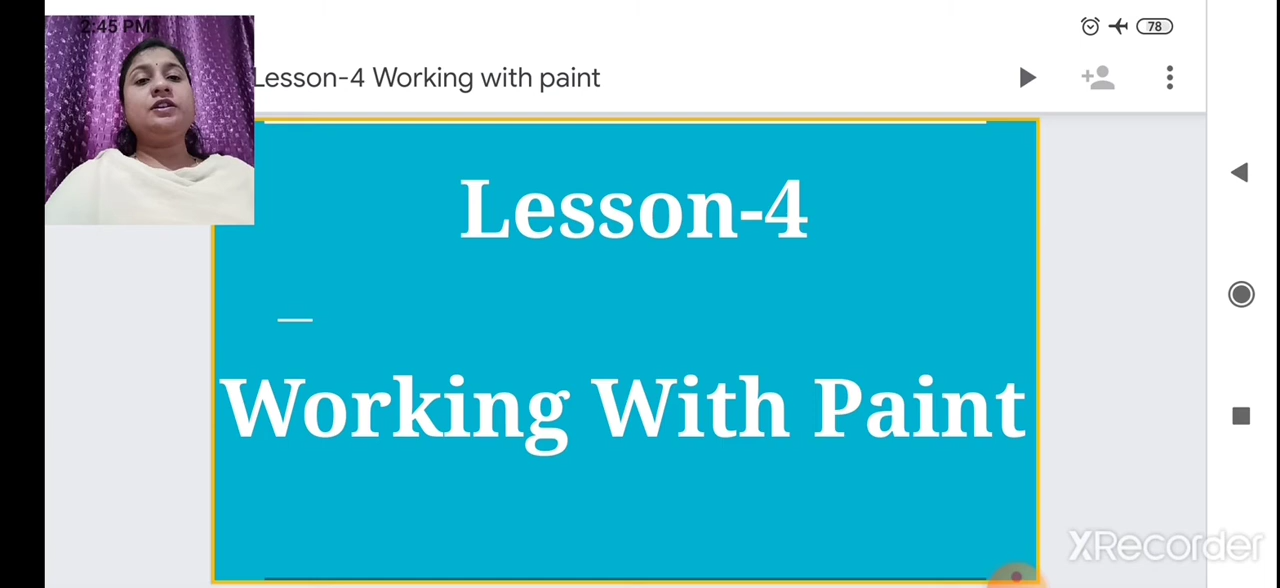 2:45 PM
78
Lesson-4 Working with paint
Lesson-4
Working With Paint
XRecorder